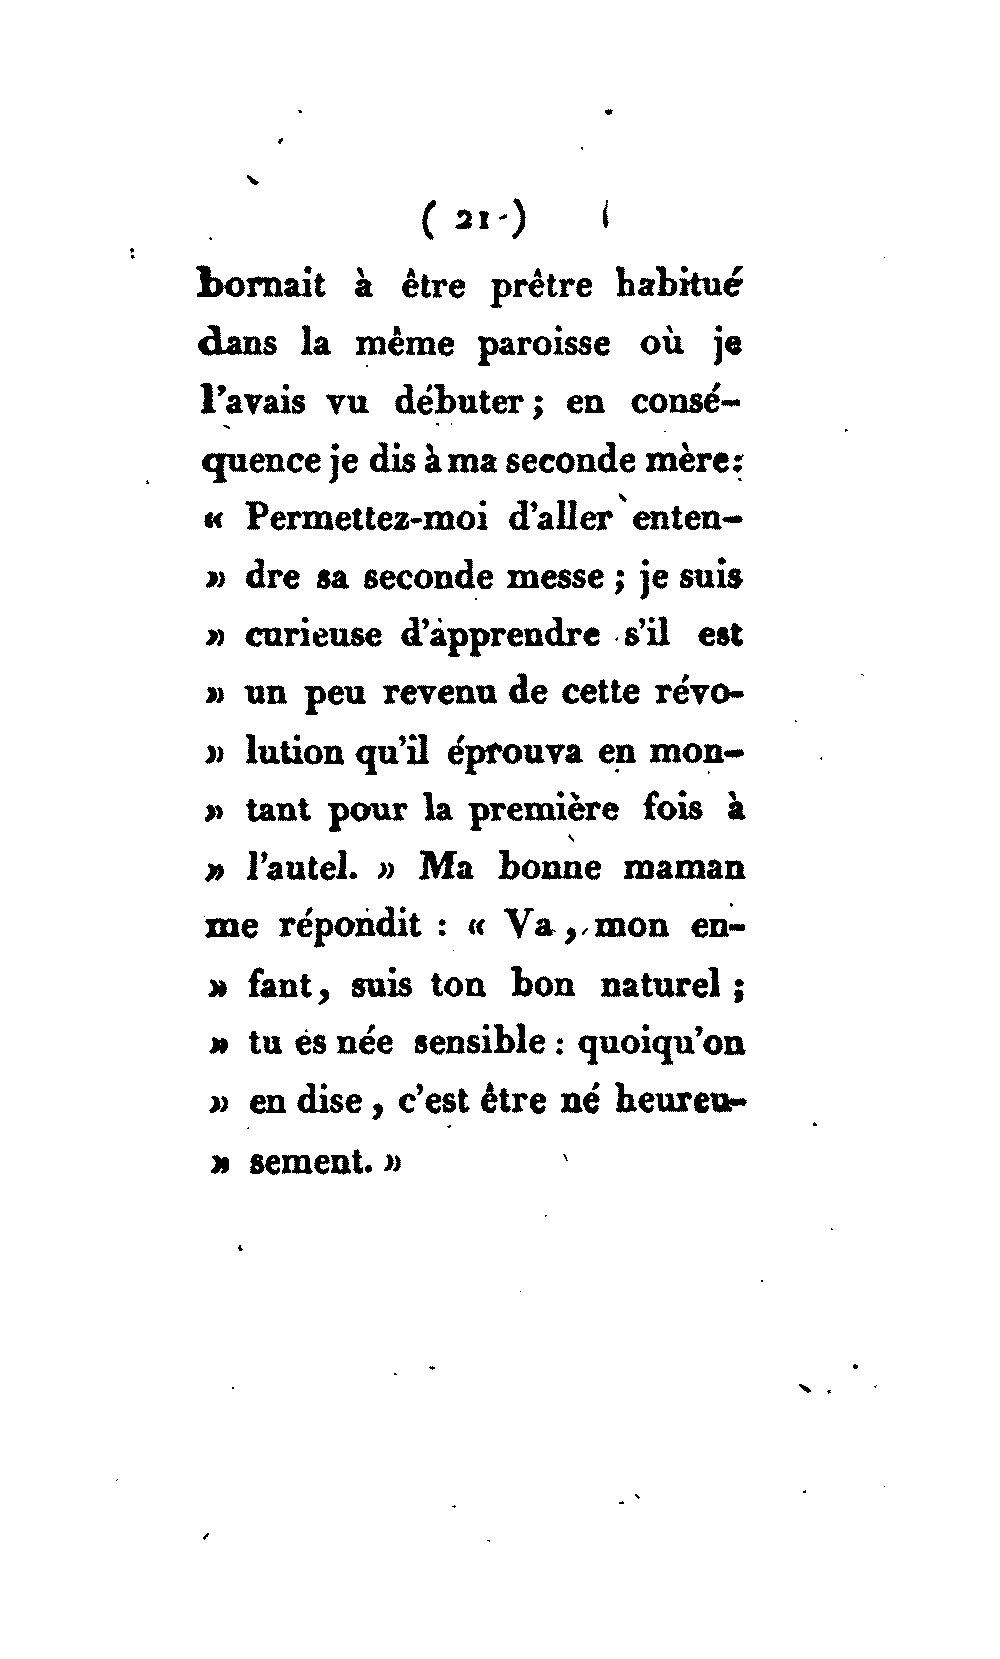 ( 21 )
bornait à être prêtre habitué
dans la même paroisse où je
l'avais vu débuter ; en consé-
quence je dis à ma seconde mère :
« Permettez-moi d'aller enten-
» dre sa seconde messe ; je suis
» curieuse d'apprendre s'il est
» un peu revenu de cette révo-
» lution qu'il éprouva en mon-
» tant pour la première fois à
» l'autel. » Ma bonne maman
me répondit : « Va, mon en-
» fant, suis ton bon naturel ;
» tu es née sensible : quoiqu'on
» en dise, c'est être né heureu-
» sement. »